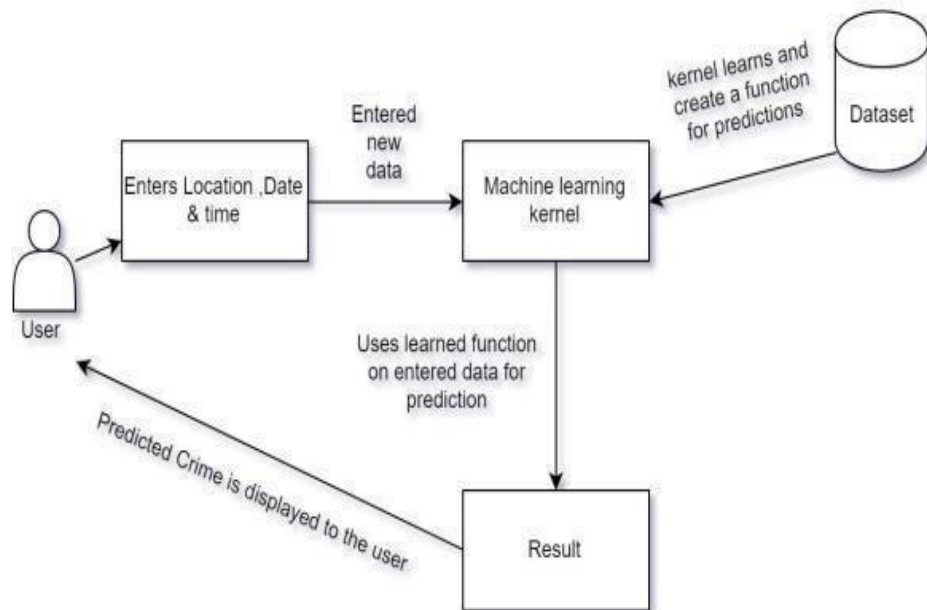 User
Enters Location ,Date
& time
Entered
new
data
Machine learning
kernel
kernel learns and
create a function
for predictions
Dataset
Uses learned function
on entered data for
prediction
Result
Predicted Crime is displayed to the user